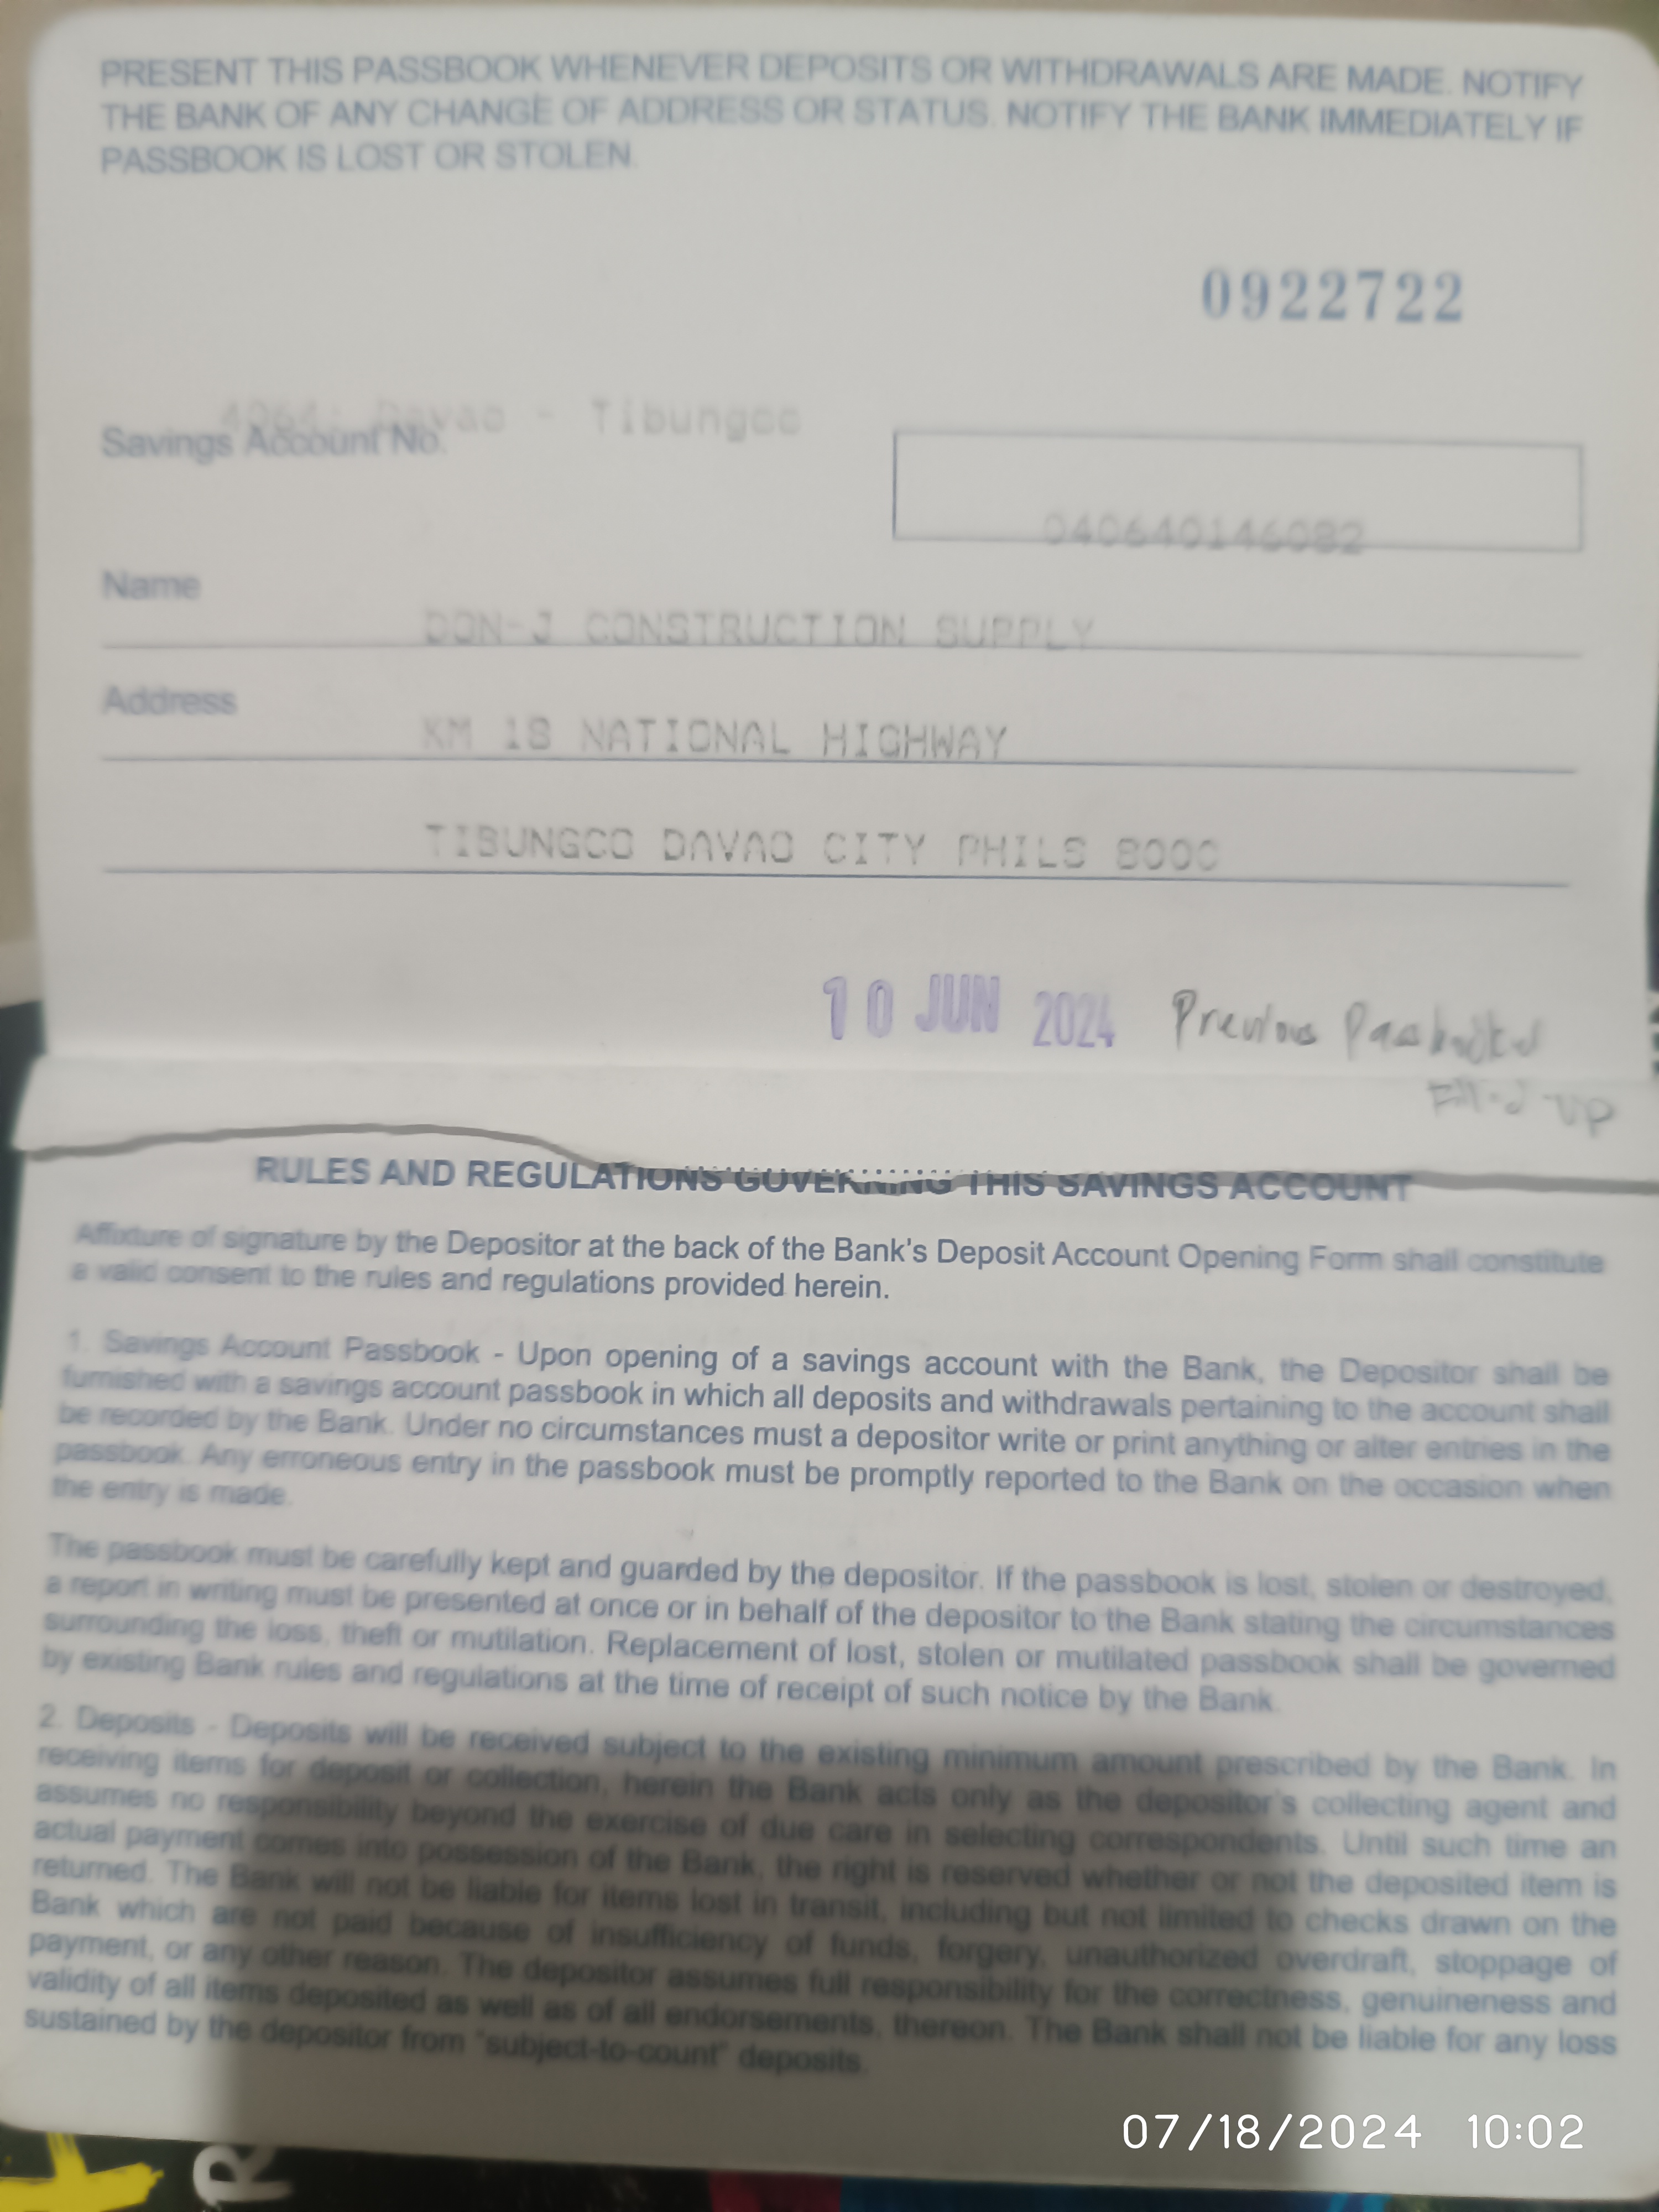 PRESENT THIS PASSBOOK WHENEVER DEPOSITS OR WITHDRAWALS ARE MADE. NOTIFY
THE BANK OF ANY CHANGE OF ADDRESS OR STATUS. NOTIFY THE BANK IMMEDIATELY IF
PASSBOOK IS LOST OR STOLEN.
0922722
4064: Davao - Tibungco
Savings Account No.
040640146082
Name
DON-J CONSTRUCTION SUPPLY
Address
KM 18 NATIONAL HIGHWAY
TIBUNGCO DAVAO CITY PHILS 8000
10 JUN 2024 Previous
UP
RULES AND REGULATIONS GOVERNING THIS SAVINGS ACCOUNT
Affixture of signature by the Depositor at the back of the Bank's Deposit Account Opening Form shall constitute
a valid consent to the rules and regulations provided herein.
1. Savings Account Passbook - Upon opening of a savings account with the Bank, the Depositor shall be
furnished with a savings account passbook in which all deposits and withdrawals pertaining to the account shall
be recorded by the Bank. Under no circumstances must a depositor write or print anything or alter entries in the
passbook. Any erroneous entry in the passbook must be promptly reported to the Bank on the occasion when
the entry is made.
The passbook must be carefully kept and guarded by the depositor. If the passbook is lost, stolen or destroyed,
a report in writing must be presented at once or in behalf of the depositor to the Bank stating the circumstances
surrounding the loss, theft or mutilation. Replacement of lost, stolen or mutilated passbook shall be governed
by existing Bank rules and regulations at the time of receipt of such notice by the Bank.
2. Deposits - Deposits will be received subject to the existing minimum amount prescribed by the Bank. In
receiving items for deposit or collection, herein the Bank acts only as the depositor's collecting agent and
assumes no responsibility beyond the exercise of due care in selecting correspondents. Until such time an
actual payment comes into possession of the Bank, the right is reserved whether or not the deposited item is
returned. The Bank will not be liable for items lost in transit, including but not limited to checks drawn on the
Bank which are not paid because of insufficiency of funds, forgery, unauthorized overdraft, stoppage of
payment, or any other reason. The depositor assumes full responsibility for the correctness, genuineness and
validity of all items deposited as well as of all endorsements, thereon. The Bank shall not be liable for any loss
sustained by the depositor from "subject-to-count" deposits.
07/18/2024 10:02
R